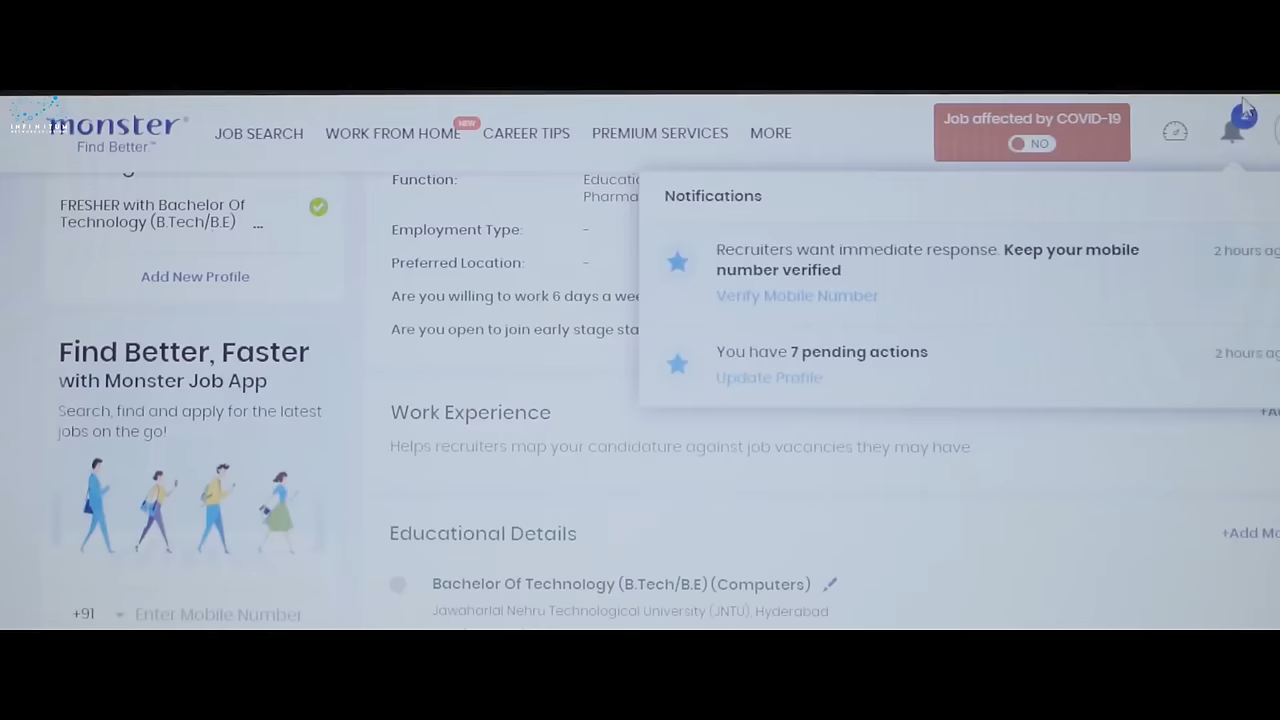 INFINITUM
monster
Find Better.™
JOB SEARCH
WORK FROM HOME
NEW
CAREER TIPS
PREMIUM SERVICES
MORE
Job affected by COVID-19
NO
FRESHER with Bachelor Of
Technology (B.Tech/B.E) ...
Add New Profile
Find Better, Faster
with Monster Job App
Search, find and apply for the latest
jobs on the go!
+91
Enter Mobile Number
Function:
Employment Type: -
Preferred Location: -
Are you willing to work 6 days a
Are you open to join early stage
Work Experience
Helps recruiters map your candidature against job vacancies they may have
Educational Details
Bachelor Of Technology (B.Tech/B.E) (Computers)
Jawaharlal Nehru Technological University (JNTU), Hyderabad
Notifications
Recruiters want immediate response. Keep your mobile
number verified
2 hours
Verify Mobile Number
You have 7 pending actions
2 hours
Update Profile
+Add